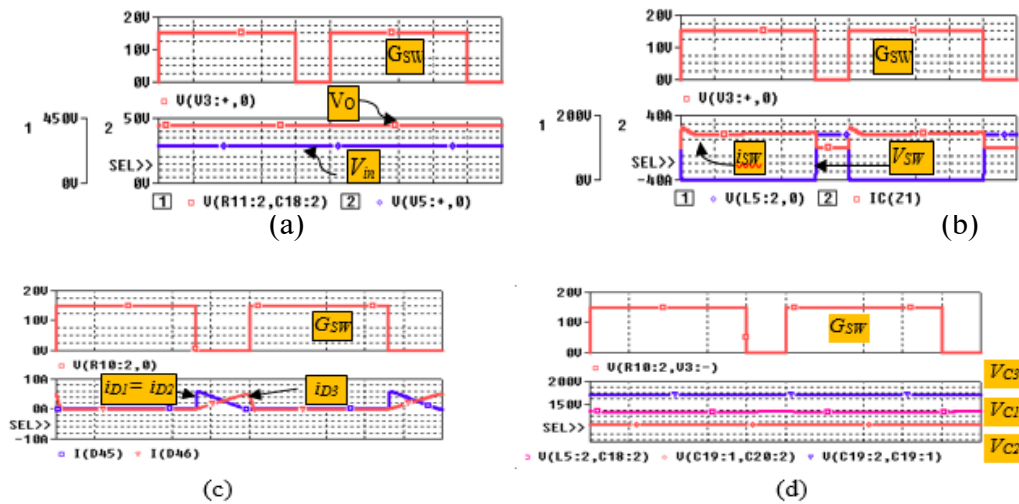 20V
10V
0V
GSW
V(V3:+,0)
VO
1 450V 2 50V
SEL>>
0V 0V
Vin
1 V(R11:2,C18:2) 2 V(V5:+,0)
(a)
20V
10V
0V
GSW
V(V3:+,0)
1 200V 2 40A
SEL>>
0V -40A
iSW
VSW
1 V(L5:2,0) 2 IC(Z1)
(b)
20V
10V
0V
GSW
V(R10:2,0)
10A
0A
SEL>>
-10A
iD1= iD2
iD3
I(D45) I(D46)
(c)
20V
10V
0V
GSW
V(R10:2,V3:-)
200V
150V
SEL>>
VC3
VC1
VC2
V(L5:2,C18:2) V(C19:1,C20:2) V(C19:2,C19:1)
(d)